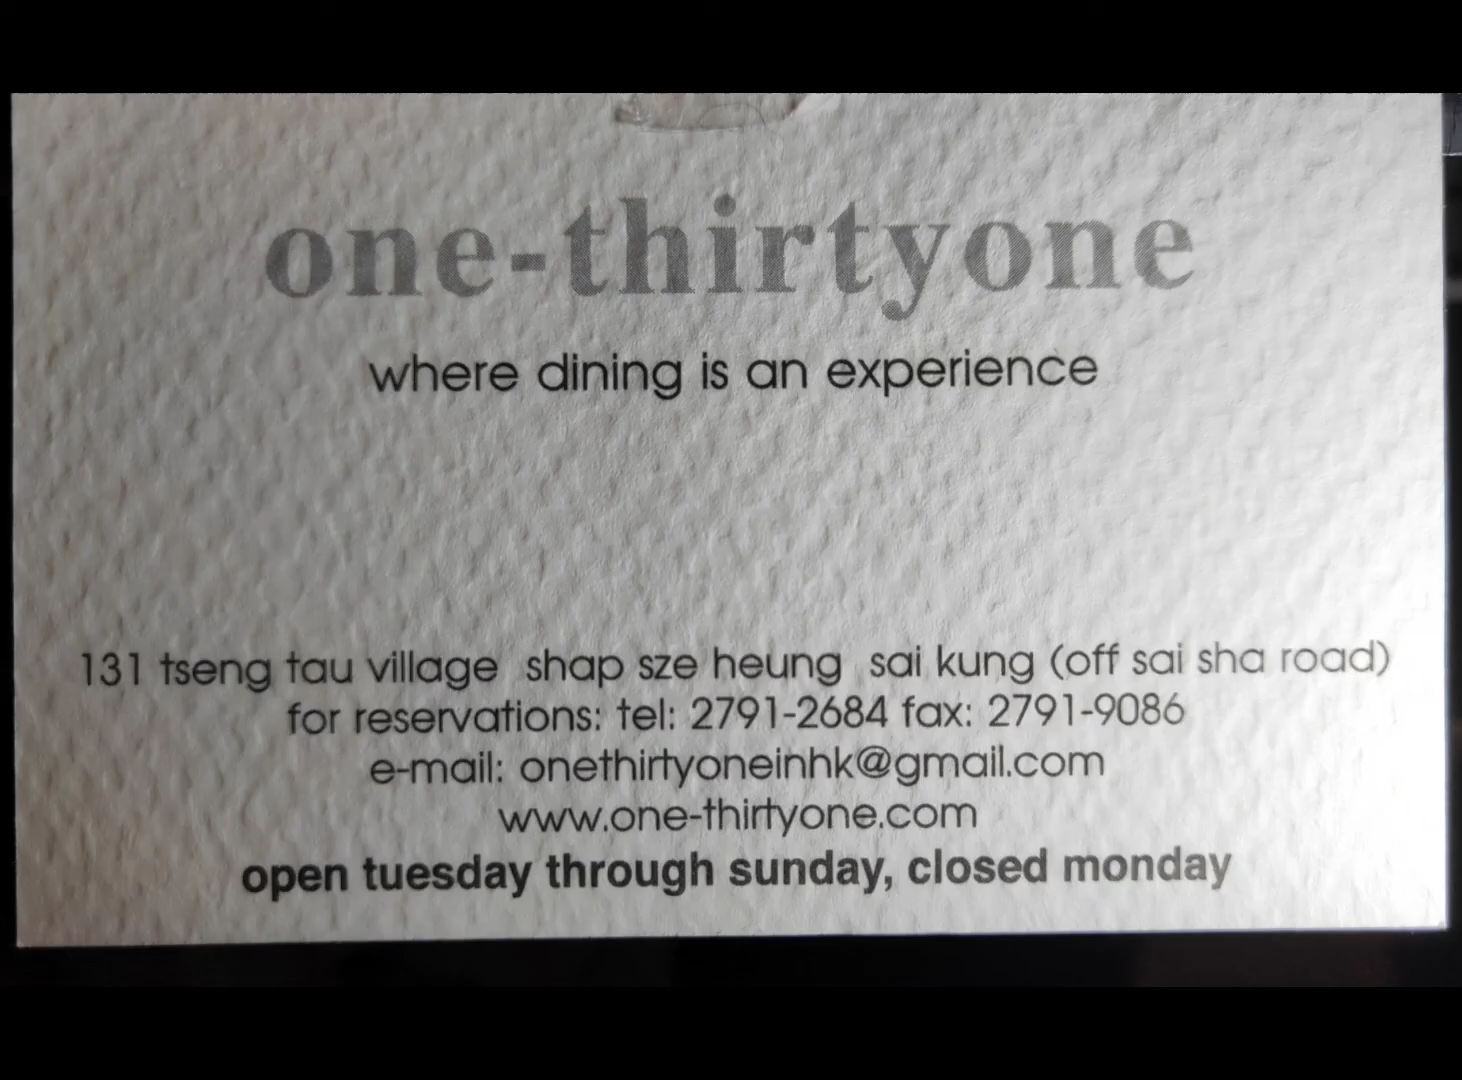 one-thirtyone
where dining is an experience
131 tseng tau village shap sze heung sai kung (off sai sha road)
for reservations: tel: 2791-2684 fax: 2791-9086
e-mail: onethirtyoneinhk@gmail.com
www.one-thirtyone.com
open tuesday through sunday, closed monday